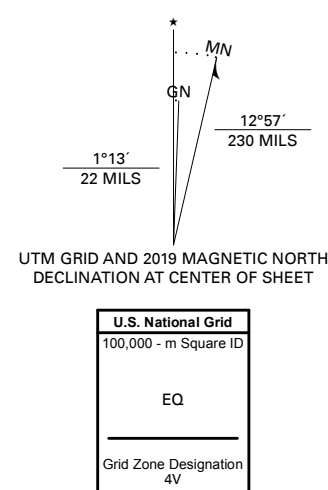 ★
MN
GN
12°57´
230 MILS
1°13´
22 MILS
UTM GRID AND 2019 MAGNETIC NORTH
DECLINATION AT CENTER OF SHEET
U.S. National Grid
100,000 - m Square ID
EQ
Grid Zone Designation
4V